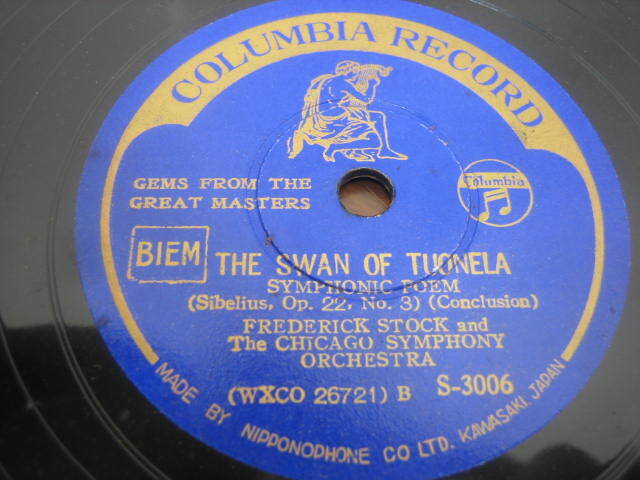 COLUMBIA RECORD
GEMS FROM THE
GREAT MASTERS
Columbia
BIEM
THE SWAN OF TUONELA
SYMPHONIC POEM
(Sibelius, Op. 22, No. 3) (Conclusion)
FREDERICK STOCK and
The CHICAGO SYMPHONY
ORCHESTRA
(WXCO 26721) B S-3006
MADE BY NIPPONOPHONE CO LTD. KAWASAKI, JAPAN